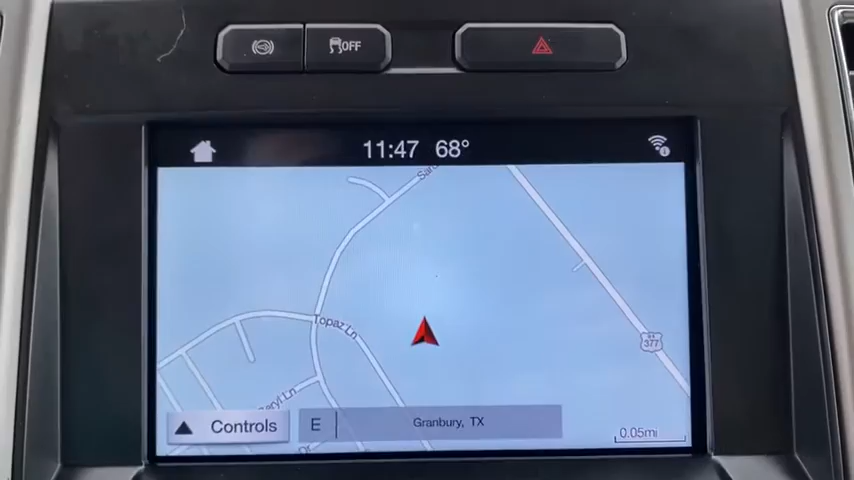 OFF
11:47 68°
Topaz Ln
377
Controls
E
Granbury, TX
0.05mi